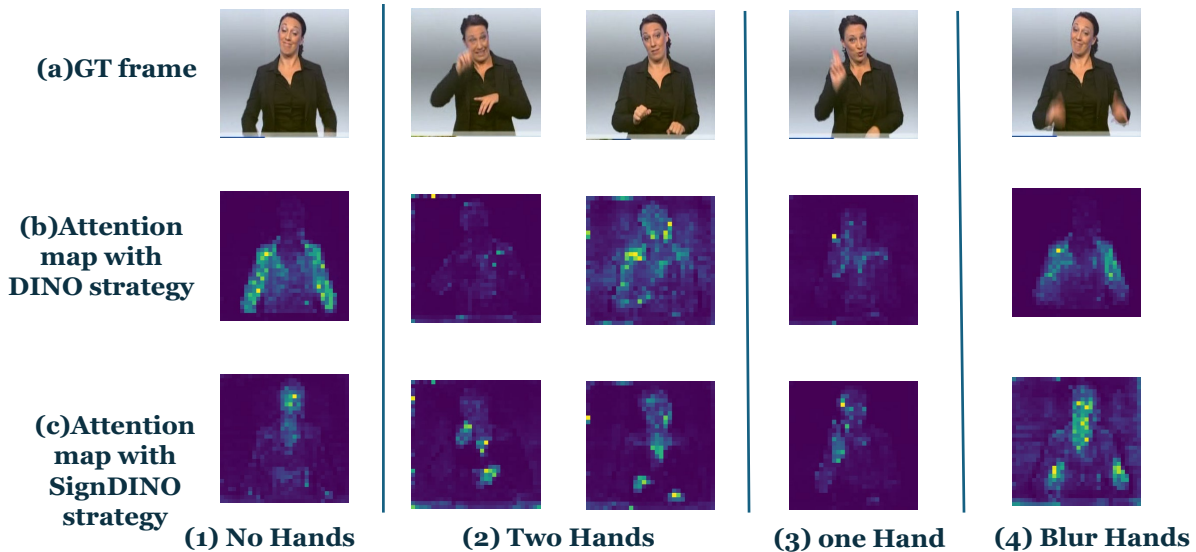 (a)GT frame
(b)Attention
map with
DINO strategy
(c)Attention
map with
SignDINO
strategy
(1) No Hands
(2) Two Hands
(3) one Hand
(4) Blur Hands